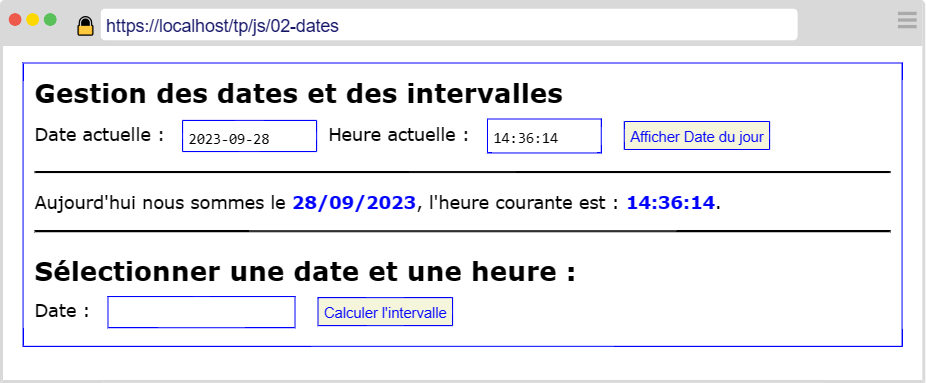 https://localhost/tp/js/02-dates
Gestion des dates et des intervalles
Date actuelle : 2023-09-28 Heure actuelle : 14:36:14 Afficher Date du jour
Aujourd'hui nous sommes le 28/09/2023, l'heure courante est : 14:36:14.
Sélectionner une date et une heure :
Date : Calculer l'intervalle